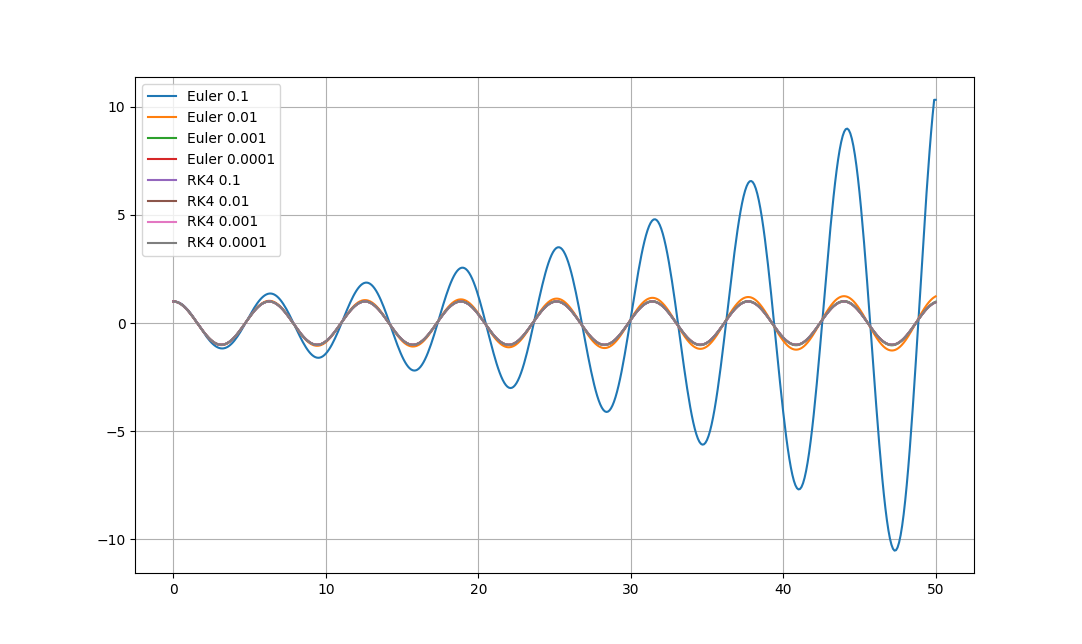 Euler 0.1
Euler 0.01
Euler 0.001
Euler 0.0001
RK4 0.1
RK4 0.01
RK4 0.001
RK4 0.0001
10
5
0
−5
−10
0 10 20 30 40 50